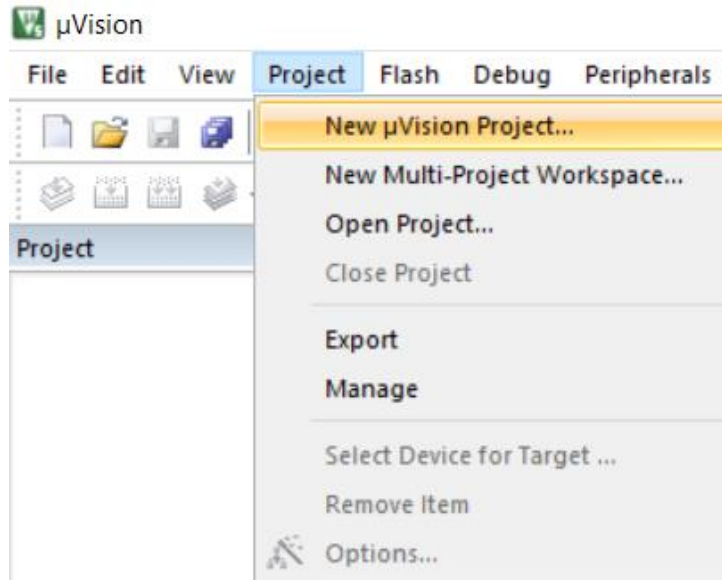 µVision
File Edit View Project Flash Debug Peripherals
New µVision Project...
New Multi-Project Workspace...
Open Project...
Project
Close Project
Export
Manage
Select Device for Target ...
Remove Item
Options...